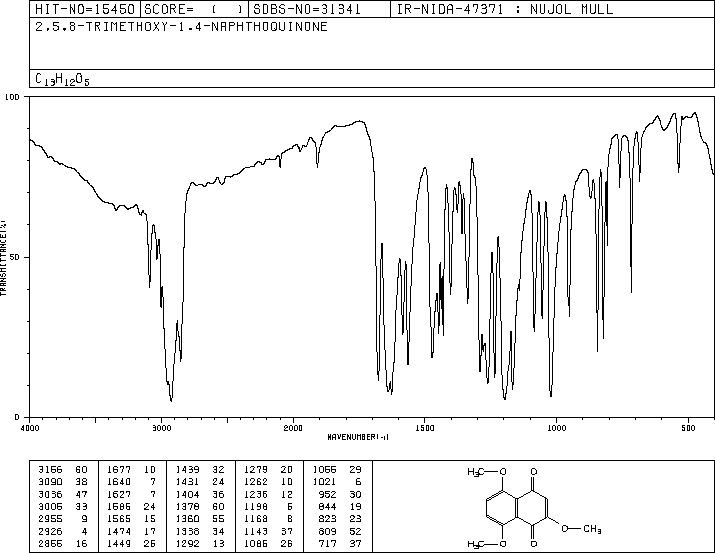 HIT-NO=15450 SCORE= ( ) SDBS-NO=31341 IR-NIDA-47371 : NUJOL MULL
2.5.8-TRIMETHOXY-1.4-NAPHTHOQUINONE
C13H12O5
100
50
0
TRANSMITTANCE(%)
4000 3000 2000 1500 1000 500
WAVENUMBER(-1)
3166 60 1677 10 1439 32 1279 20 1066 29
3090 38 1640 7 1431 24 1262 10 1021 6
3036 47 1627 7 1404 36 1236 12 952 30
3005 33 1586 24 1378 60 1198 5 844 19
2955 9 1565 15 1360 55 1168 8 823 23
2926 4 1474 17 1338 34 1143 37 809 52
2855 16 1449 26 1292 13 1086 26 717 37
H3C O O
O CH3
H3C O O